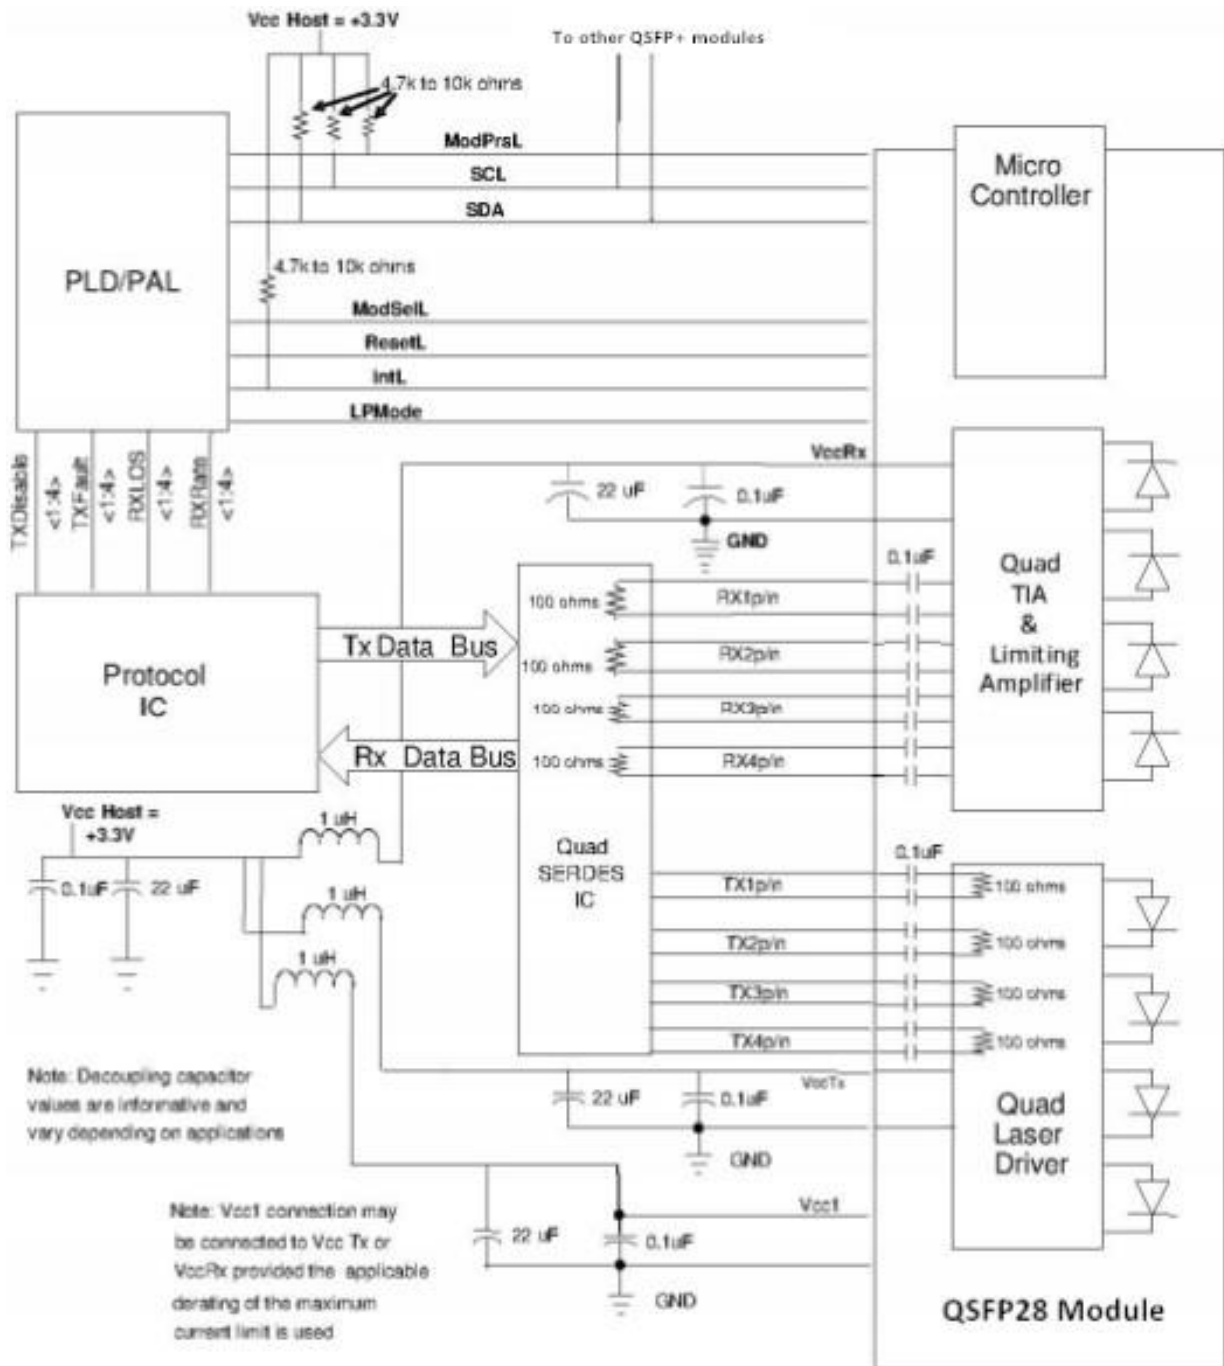 Vcc Host = +3.3V
To other QSFP+ modules
4.7k to 10k ohms
ModPrsL
SCL
SDA
Micro
Controller
PLD/PAL
4.7k to 10k ohms
ModSelL
ResetL
IntL
LPMode
TXDisable
<1:4>
TXFault
<1:4>
RXLOS
<1:4>
RXRate
<1:4>
VccRx
22 uF
0.1uF
GND
0.1uF
Quad
TIA
&
Limiting
Amplifier
100 ohms
RX1p/in
100 ohms
RX2p/in
100 ohms
RX3p/in
100 ohms
RX4p/in
Tx Data Bus
Protocol
IC
Rx Data Bus
Vcc Host =
+3.3V
1 uH
0.1uF
22 uF
1 uH
1 uH
Quad
SERDES
IC
0.1uF
TX1p/in
100 ohms
TX2p/in
100 ohms
TX3p/in
100 ohms
TX4p/in
100 ohms
VccTx
22 uF
0.1uF
GND
Quad
Laser
Driver
Note: Decoupling capacitor
values are informative and
vary depending on applications
Vcc1
22 uF
0.1uF
GND
Note: Vcc1 connection may
be connected to Vcc Tx or
VccRx provided the applicable
derating of the maximum
current limit is used
QSFP28 Module